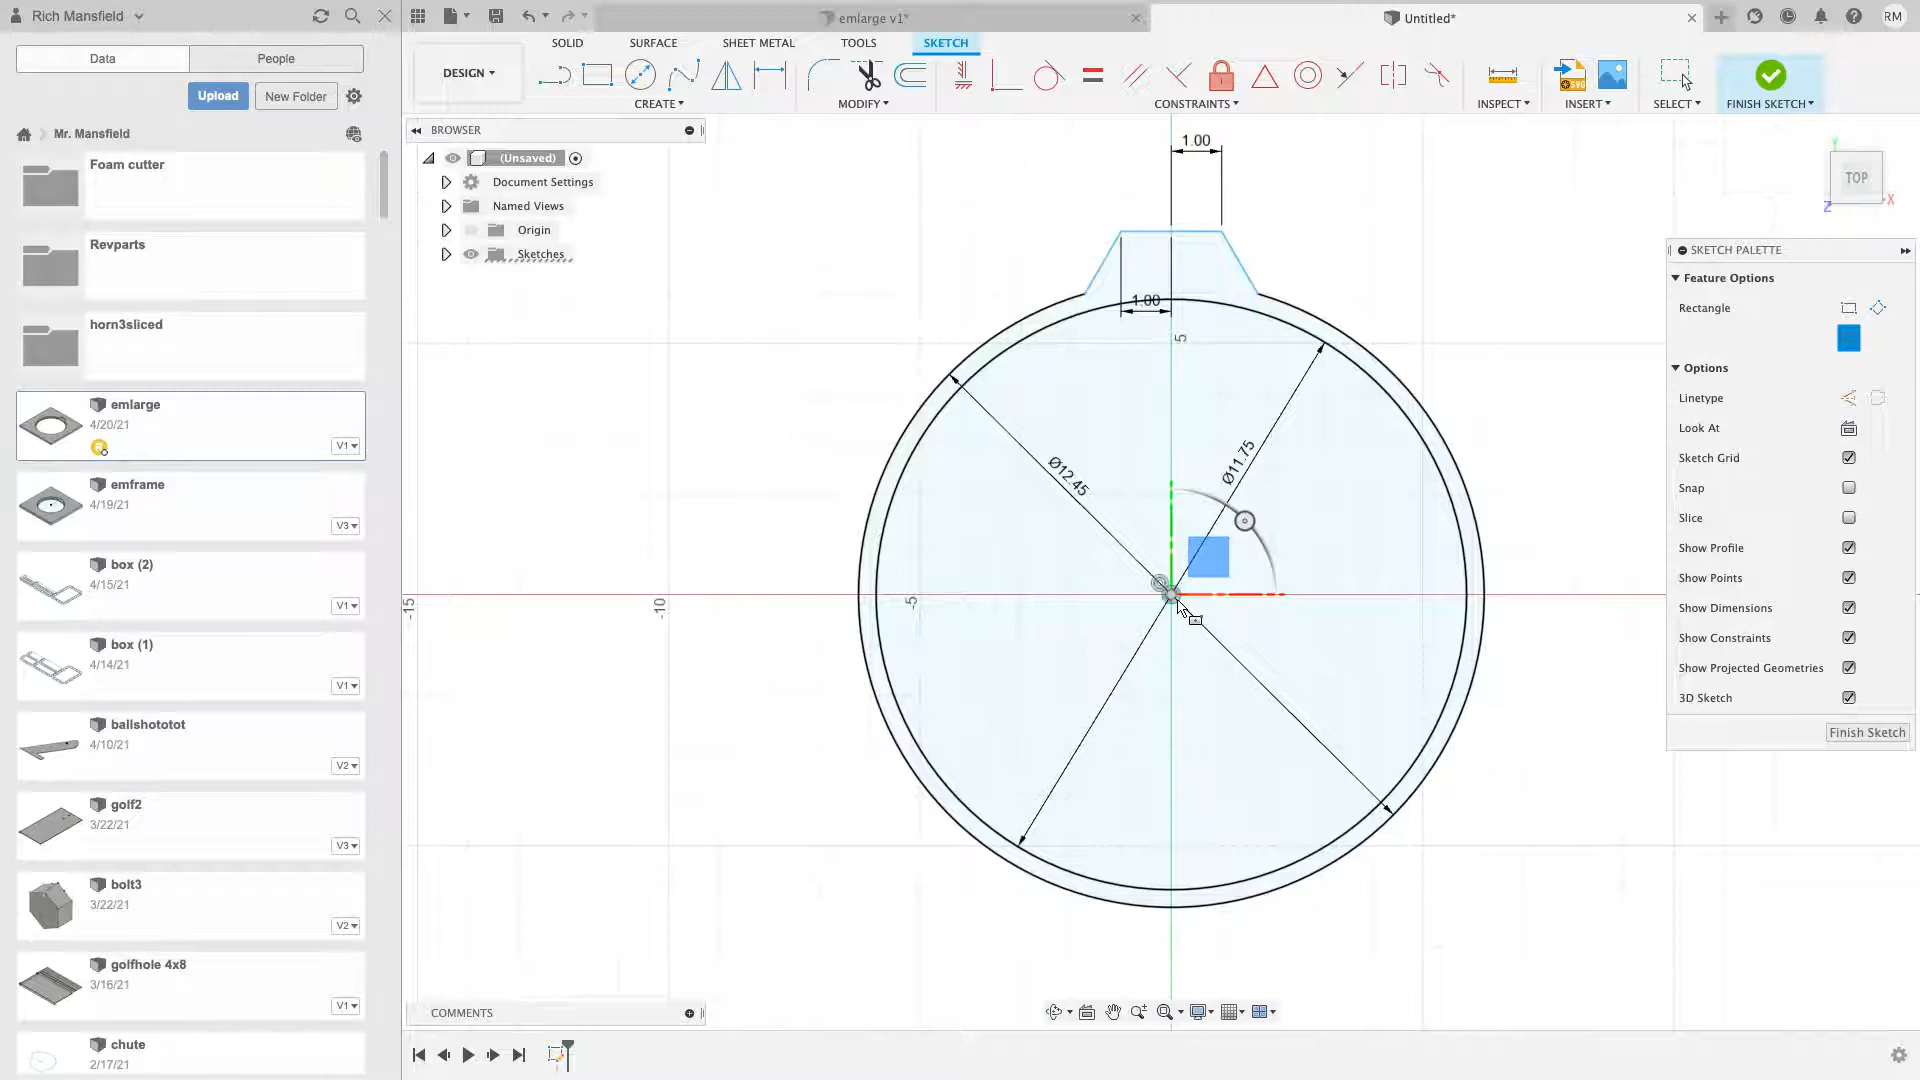 Rich Mansfield
emlarge v1*
Untitled*
RM
Data
People
Upload
New Folder
Mr. Mansfield
Foam cutter
Revparts
horn3sliced
emlarge
4/20/21
V1
emframe
4/19/21
V3
box (2)
4/15/21
V1
box (1)
4/14/21
V1
ballshototot
4/10/21
V2
golf2
3/22/21
V3
bolt3
3/22/21
V2
golfhole 4x8
3/16/21
V1
chute
2/17/21
DESIGN
SOLID
SURFACE
SHEET METAL
TOOLS
SKETCH
CREATE
MODIFY
CONSTRAINTS
INSPECT
INSERT
SELECT
FINISH SKETCH
BROWSER
(Unsaved)
Document Settings
Named Views
Origin
Sketches
1.00
1.00
5
Ø12.45
Ø11.75
-15
-10
-5
TOP
Y
X
Z
SKETCH PALETTE
Feature Options
Rectangle
Options
Linetype
Look At
Sketch Grid
Snap
Slice
Show Profile
Show Points
Show Dimensions
Show Constraints
Show Projected Geometries
3D Sketch
Finish Sketch
COMMENTS